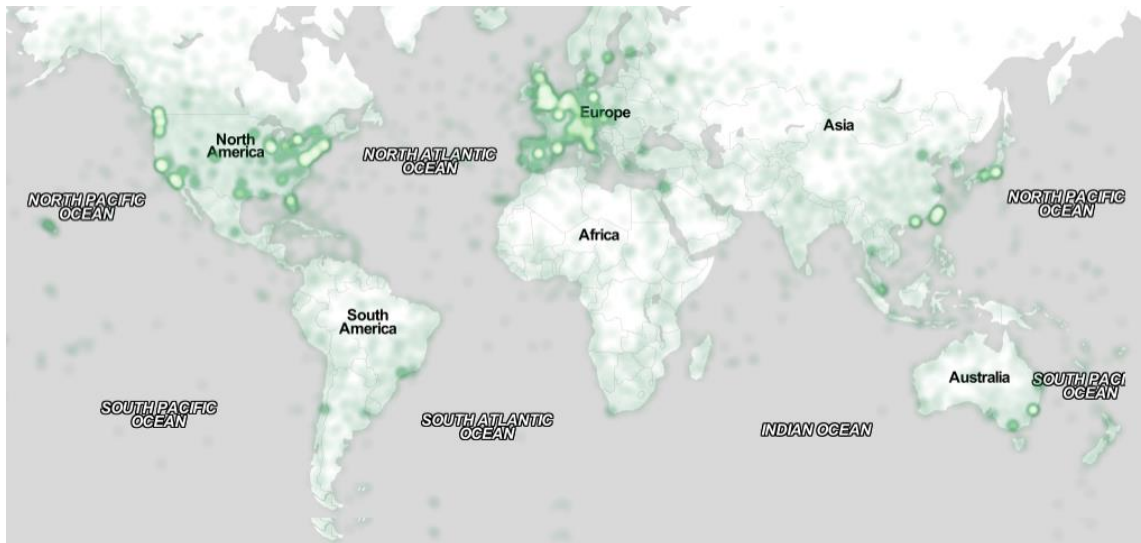 Europe
Asia
North
America
NORTH ATLANTIC
OCEAN
NORTH PACIFIC
OCEAN
NORTH PACIFIC
OCEAN
Africa
South
America
Australia
SOUTH PACI
OCEAN
SOUTH PACIFIC
OCEAN
SOUTH ATLANTIC
OCEAN
INDIAN OCEAN